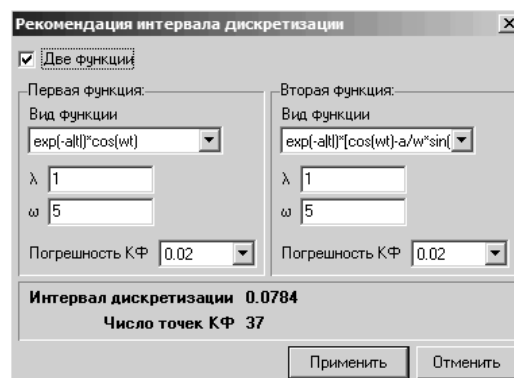 Рекомендация интервала дискретизации
Две функции
Первая функция:
Вид функции
exp(-a|t|)*cos(wt)
λ 1
ω 5
Погрешность КФ 0.02
Вторая функция:
Вид функции
exp(-a|t|)*[cos(wt)-a/w*sin(
λ 1
ω 5
Погрешность КФ 0.02
Интервал дискретизации 0.0784
Число точек КФ 37
Применить
Отменить